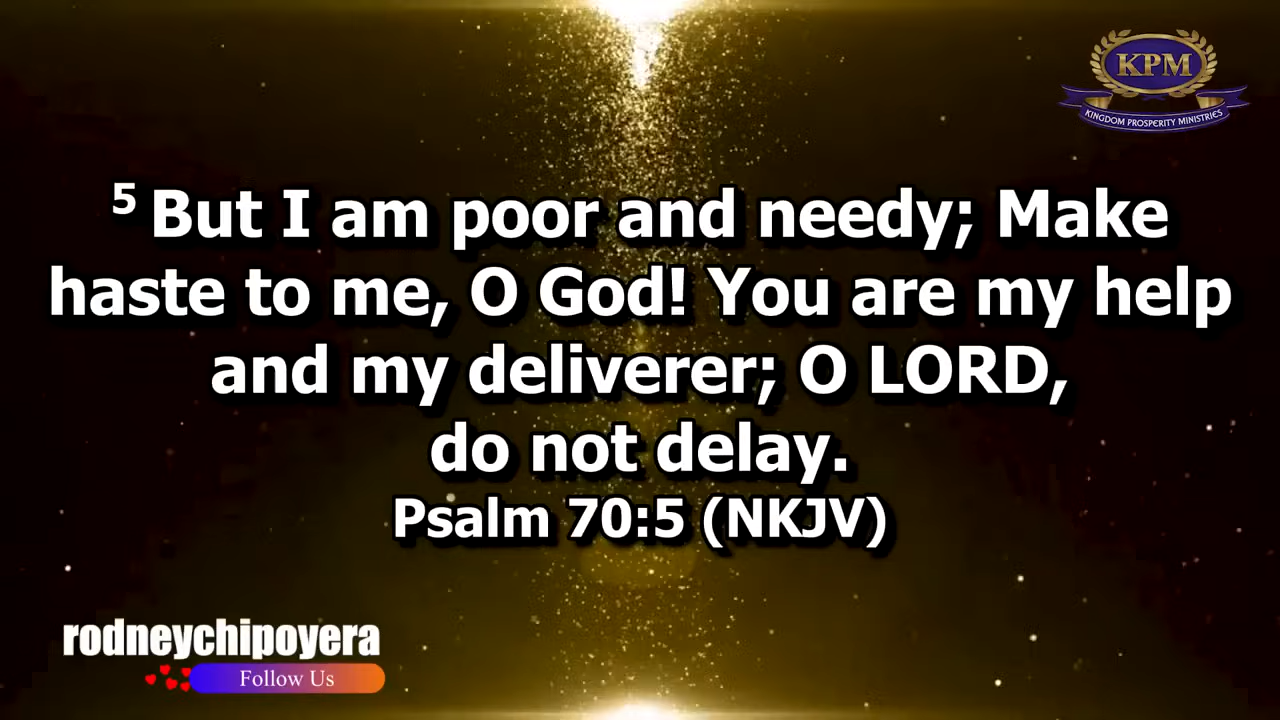 KPM
KINGDOM PROSPERITY MINISTRIES
5 But I am poor and needy; Make
haste to me, O God! You are my help
and my deliverer; O LORD,
do not delay.
Psalm 70:5 (NKJV)
rodneychipoyera
Follow Us